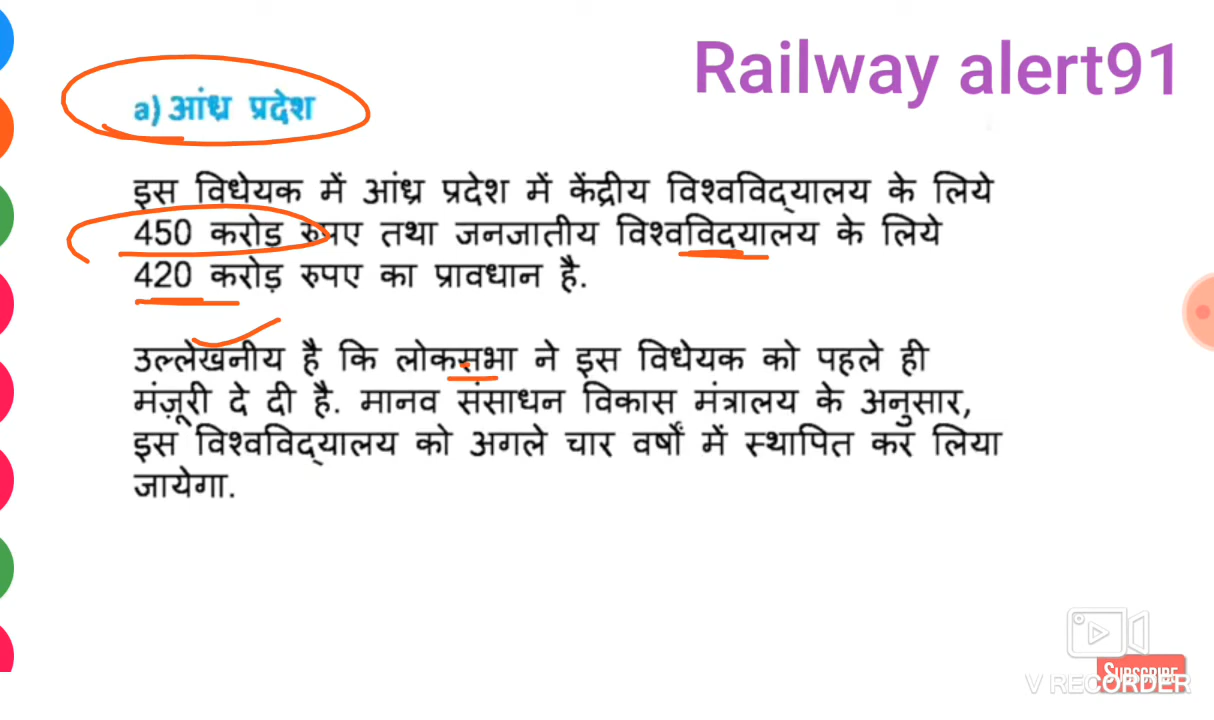 Railway alert91
a) आंध्र प्रदेश
इस विधेयक में आंध्र प्रदेश में केंद्रीय विश्वविद्यालय के लिये
450 करोड़ रुपए तथा जनजातीय विश्वविद्यालय के लिये
420 करोड़ रुपए का प्रावधान है.
उल्लेखनीय है कि लोकसभा ने इस विधेयक को पहले ही
मंज़ूरी दे दी है. मानव संसाधन विकास मंत्रालय के अनुसार,
इस विश्वविद्यालय को अगले चार वर्षों में स्थापित कर लिया
जायेगा.
SUBSCRIBE
V RECORDER